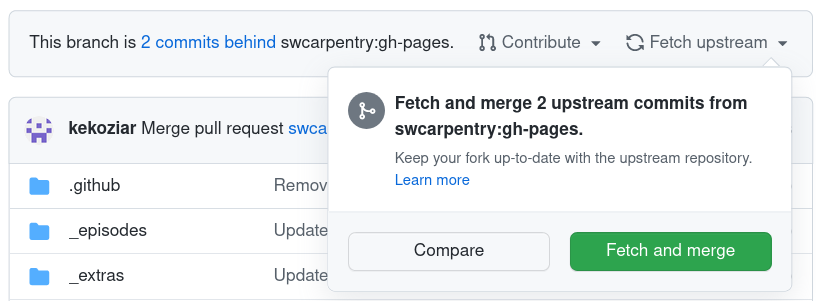 This branch is 2 commits behind swcarpentry:gh-pages. Contribute Fetch upstream
Fetch and merge 2 upstream commits from
swcarpentry:gh-pages.
Keep your fork up-to-date with the upstream repository.
Learn more
Compare Fetch and merge
kekoziar Merge pull request swca
.github Remov
_episodes Update
_extras Update